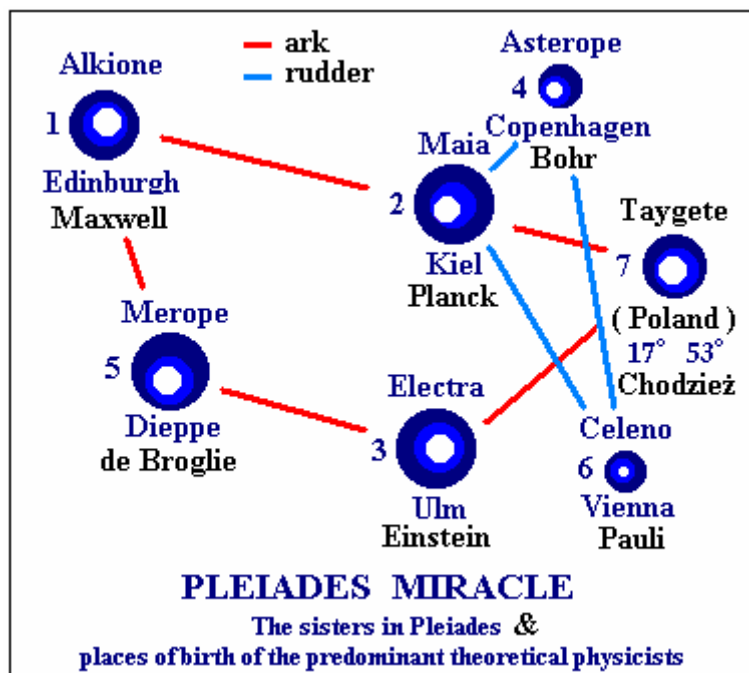 ark
rudder
Alkione
1
Edinburgh
Maxwell
Asterope
4
Copenhagen
Bohr
Maia
2
Kiel
Planck
Taygete
7
( Poland )
17° 53°
Chodzież
Merope
5
Dieppe
de Broglie
Electra
3
Ulm
Einstein
Celeno
6
Vienna
Pauli
PLEIADES MIRACLE
The sisters in Pleiades &
places of birth of the predominant theoretical physicists